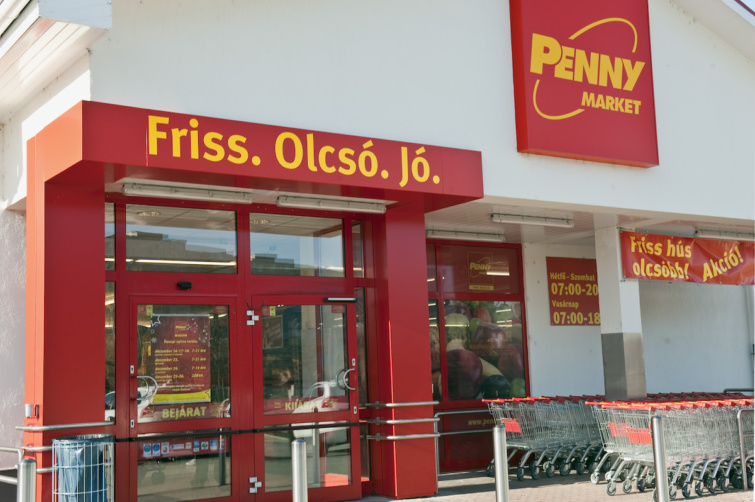 PENNY
MARKET
Friss. Olcsó. Jó.
Friss hús
olcsóbb!
Akció!
Hétfő - Szombat
07:00-20
Vasárnap
07:00-18
PENNY
BEJÁRAT